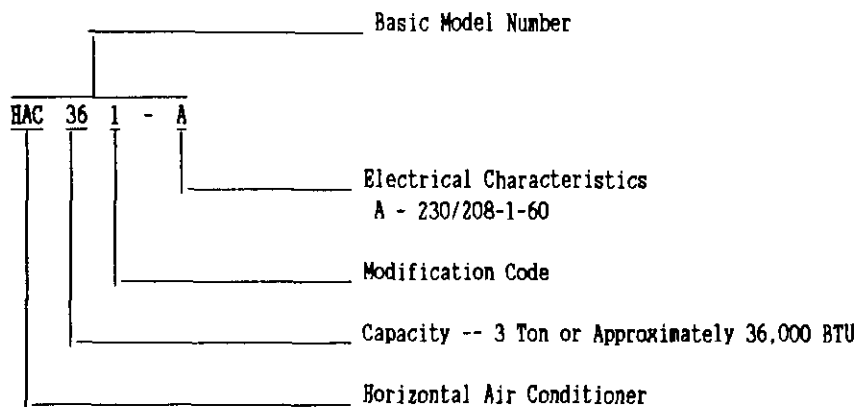 Basic Model Number
HAC 36 1 - A
Electrical Characteristics
A - 230/208-1-60
Modification Code
Capacity -- 3 Ton or Approximately 36,000 BTU
Horizontal Air Conditioner